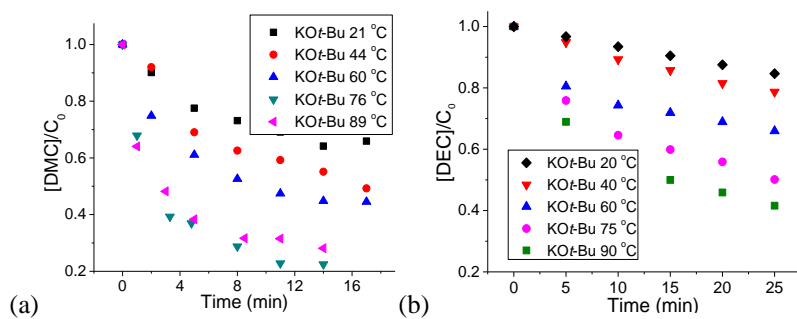 KOt-Bu 21 °C
KOt-Bu 44 °C
KOt-Bu 60 °C
KOt-Bu 76 °C
KOt-Bu 89 °C
1.0
0.8
0.6
0.4
0.2
[DMC]/C0
0 4 8 12 16
Time (min)
(a)
KOt-Bu 20 °C
KOt-Bu 40 °C
KOt-Bu 60 °C
KOt-Bu 75 °C
KOt-Bu 90 °C
1.0
0.8
0.6
0.4
0.2
[DEC]/C0
0 5 10 15 20 25
Time (min)
(b)